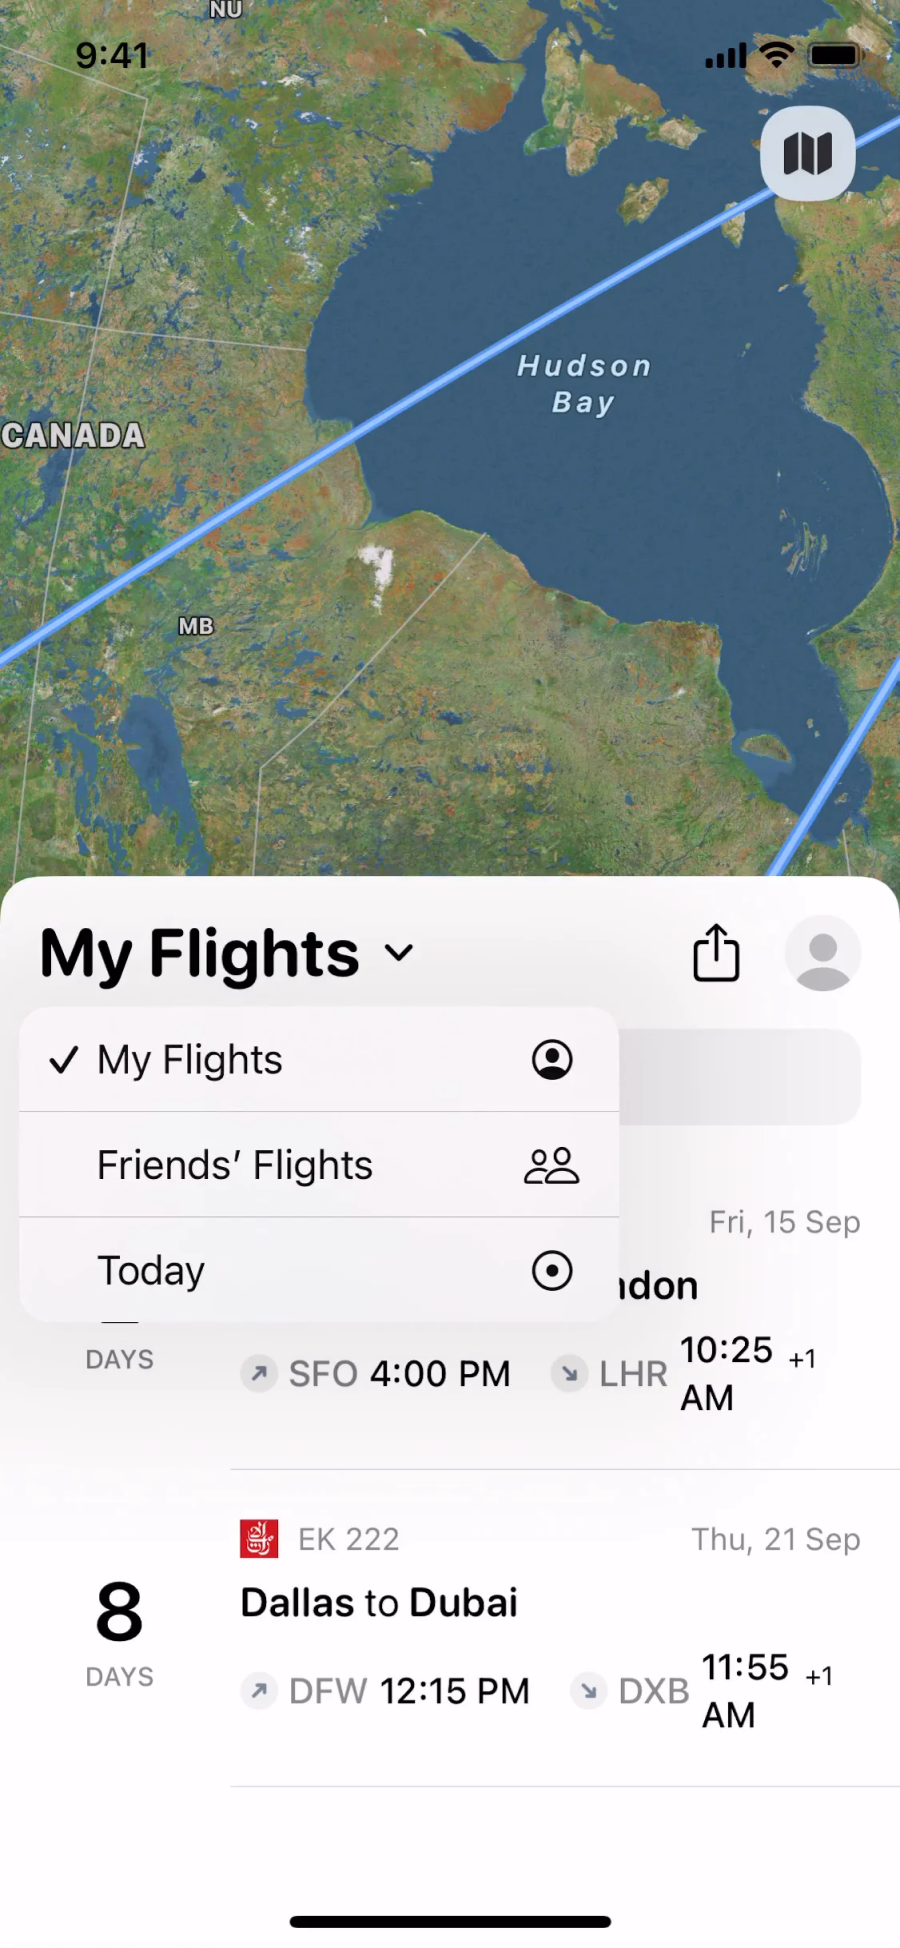 NU
9:41
Hudson
Bay
CANADA
MB
My Flights
My Flights
Friends’ Flights
Today
Fri, 15 Sep
DAYS
SFO 4:00 PM LHR 10:25 AM +1
EK 222 Thu, 21 Sep
8
DAYS
Dallas to Dubai
DFW 12:15 PM DXB 11:55 AM +1